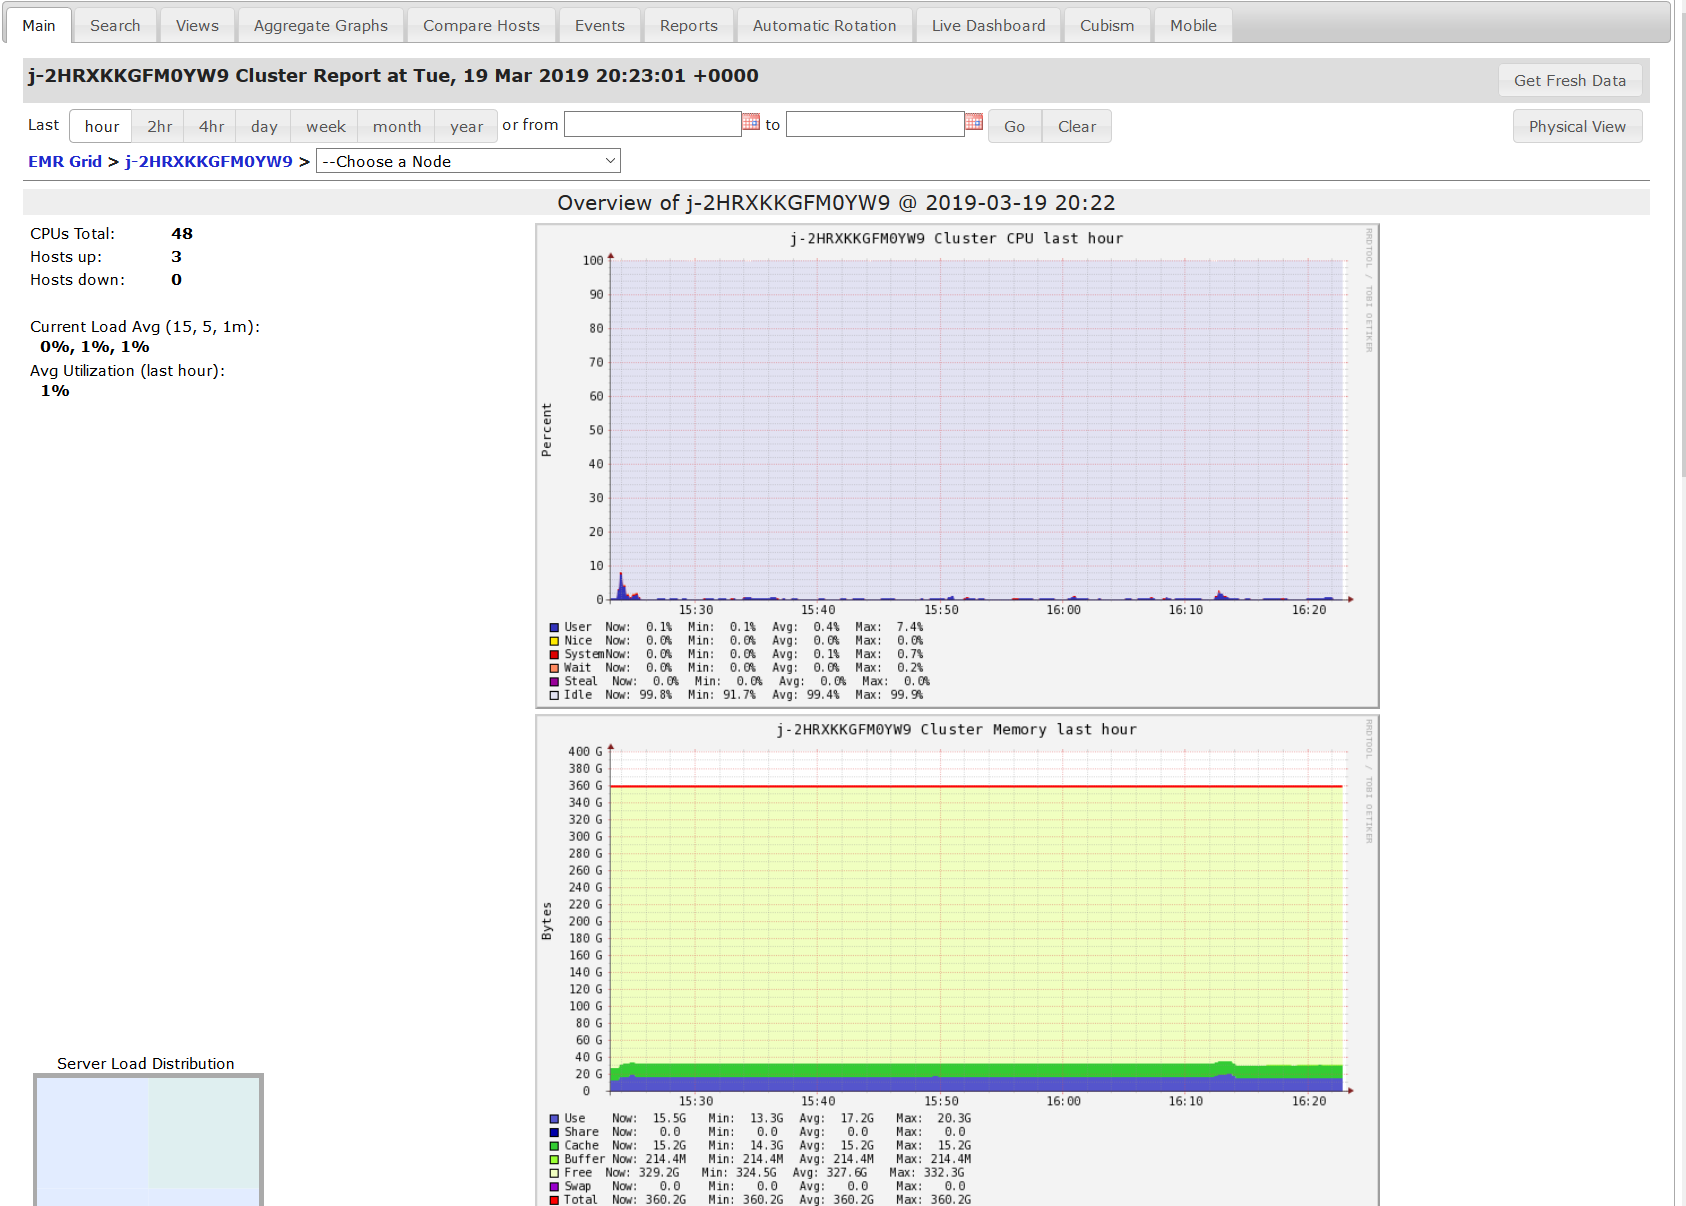 Main Search Views Aggregate Graphs Compare Hosts Events Reports Automatic Rotation Live Dashboard Cubism Mobile
j-2HRXKKGFM0YW9 Cluster Report at Tue, 19 Mar 2019 20:23:01 +0000
Get Fresh Data
Last hour 2hr 4hr day week month year or from to Go Clear
Physical View
EMR Grid > j-2HRXKKGFM0YW9 > --Choose a Node
Overview of j-2HRXKKGFM0YW9 @ 2019-03-19 20:22
CPUs Total: 48
Hosts up: 3
Hosts down: 0
Current Load Avg (15, 5, 1m):
0%, 1%, 1%
Avg Utilization (last hour):
1%
j-2HRXKKGFM0YW9 Cluster CPU last hour
RRDTOOL / TOBI OETIKER
Percent
100
90
80
70
60
50
40
30
20
10
0
15:30 15:40 15:50 16:00 16:10 16:20
User Now: 0.1% Min: 0.1% Avg: 0.4% Max: 7.4%
Nice Now: 0.0% Min: 0.0% Avg: 0.0% Max: 0.0%
System Now: 0.0% Min: 0.0% Avg: 0.1% Max: 0.7%
Wait Now: 0.0% Min: 0.0% Avg: 0.0% Max: 0.2%
Steal Now: 0.0% Min: 0.0% Avg: 0.0% Max: 0.0%
Idle Now: 99.8% Min: 91.7% Avg: 99.4% Max: 99.9%
j-2HRXKKGFM0YW9 Cluster Memory last hour
RRDTOOL / TOBI OETIKER
Bytes
400 G
380 G
360 G
340 G
320 G
300 G
280 G
260 G
240 G
220 G
200 G
180 G
160 G
140 G
120 G
100 G
80 G
60 G
40 G
20 G
0
15:30 15:40 15:50 16:00 16:10 16:20
Use Now: 15.5G Min: 13.3G Avg: 17.2G Max: 20.3G
Share Now: 0.0 Min: 0.0 Avg: 0.0 Max: 0.0
Cache Now: 15.2G Min: 14.3G Avg: 15.2G Max: 15.2G
Buffer Now: 214.4M Min: 214.4M Avg: 214.4M Max: 214.4M
Free Now: 329.2G Min: 324.5G Avg: 327.6G Max: 332.3G
Swap Now: 0.0 Min: 0.0 Avg: 0.0 Max: 0.0
Total Now: 360.2G Min: 360.2G Avg: 360.2G Max: 360.2G
Server Load Distribution